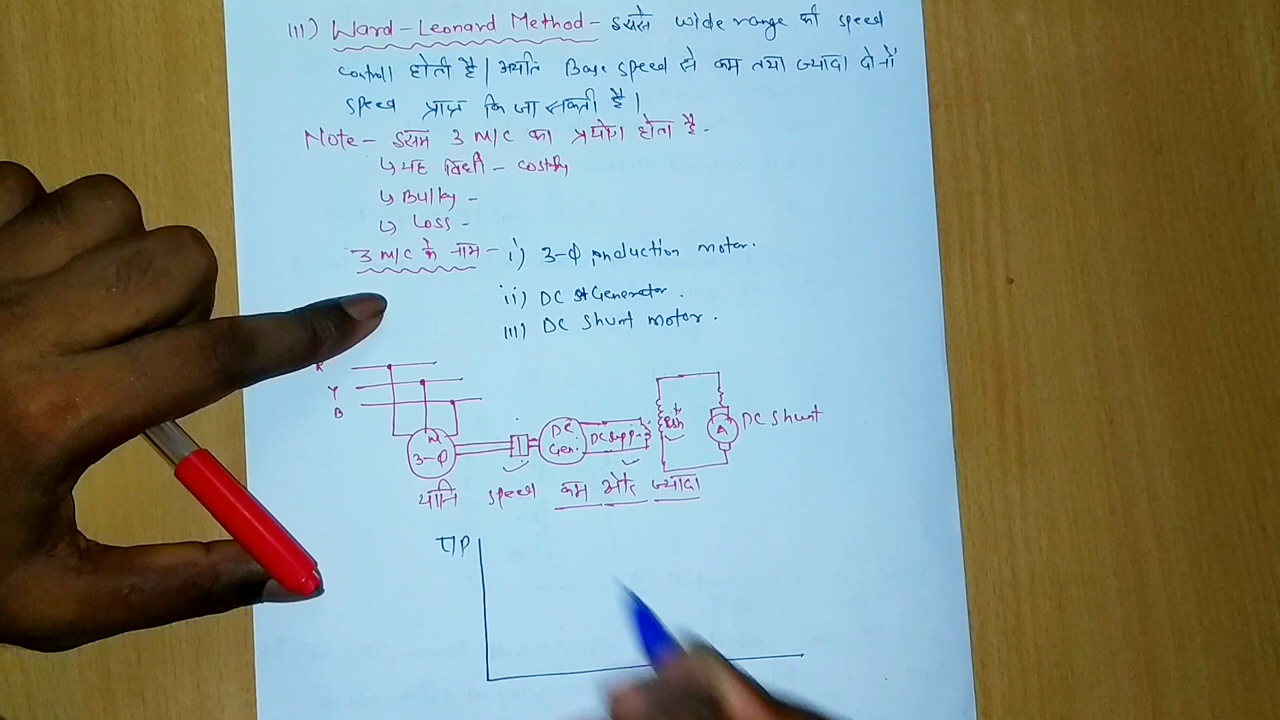 III) Ward-Leonard Method- इससे wide range की speed
control होती है। अर्थात Base speed से कम तथा ज्यादा दोनों
speed प्राप्त कि जा सकती है।
Note- इसमे 3 M/C का प्रयोग होता है.
↳ यह विधी - costly
↳ Bulky -
↳ Loss -
3 M/C के नाम - i) 3-Φ induction motor.
ii) DC Generator.
III) DC Shunt motor.
R
Y
B
M
3-Φ
DC
Gen.
DC supp
Rsh
A
DC Shunt
यानि speed कम और ज्यादा
T/P